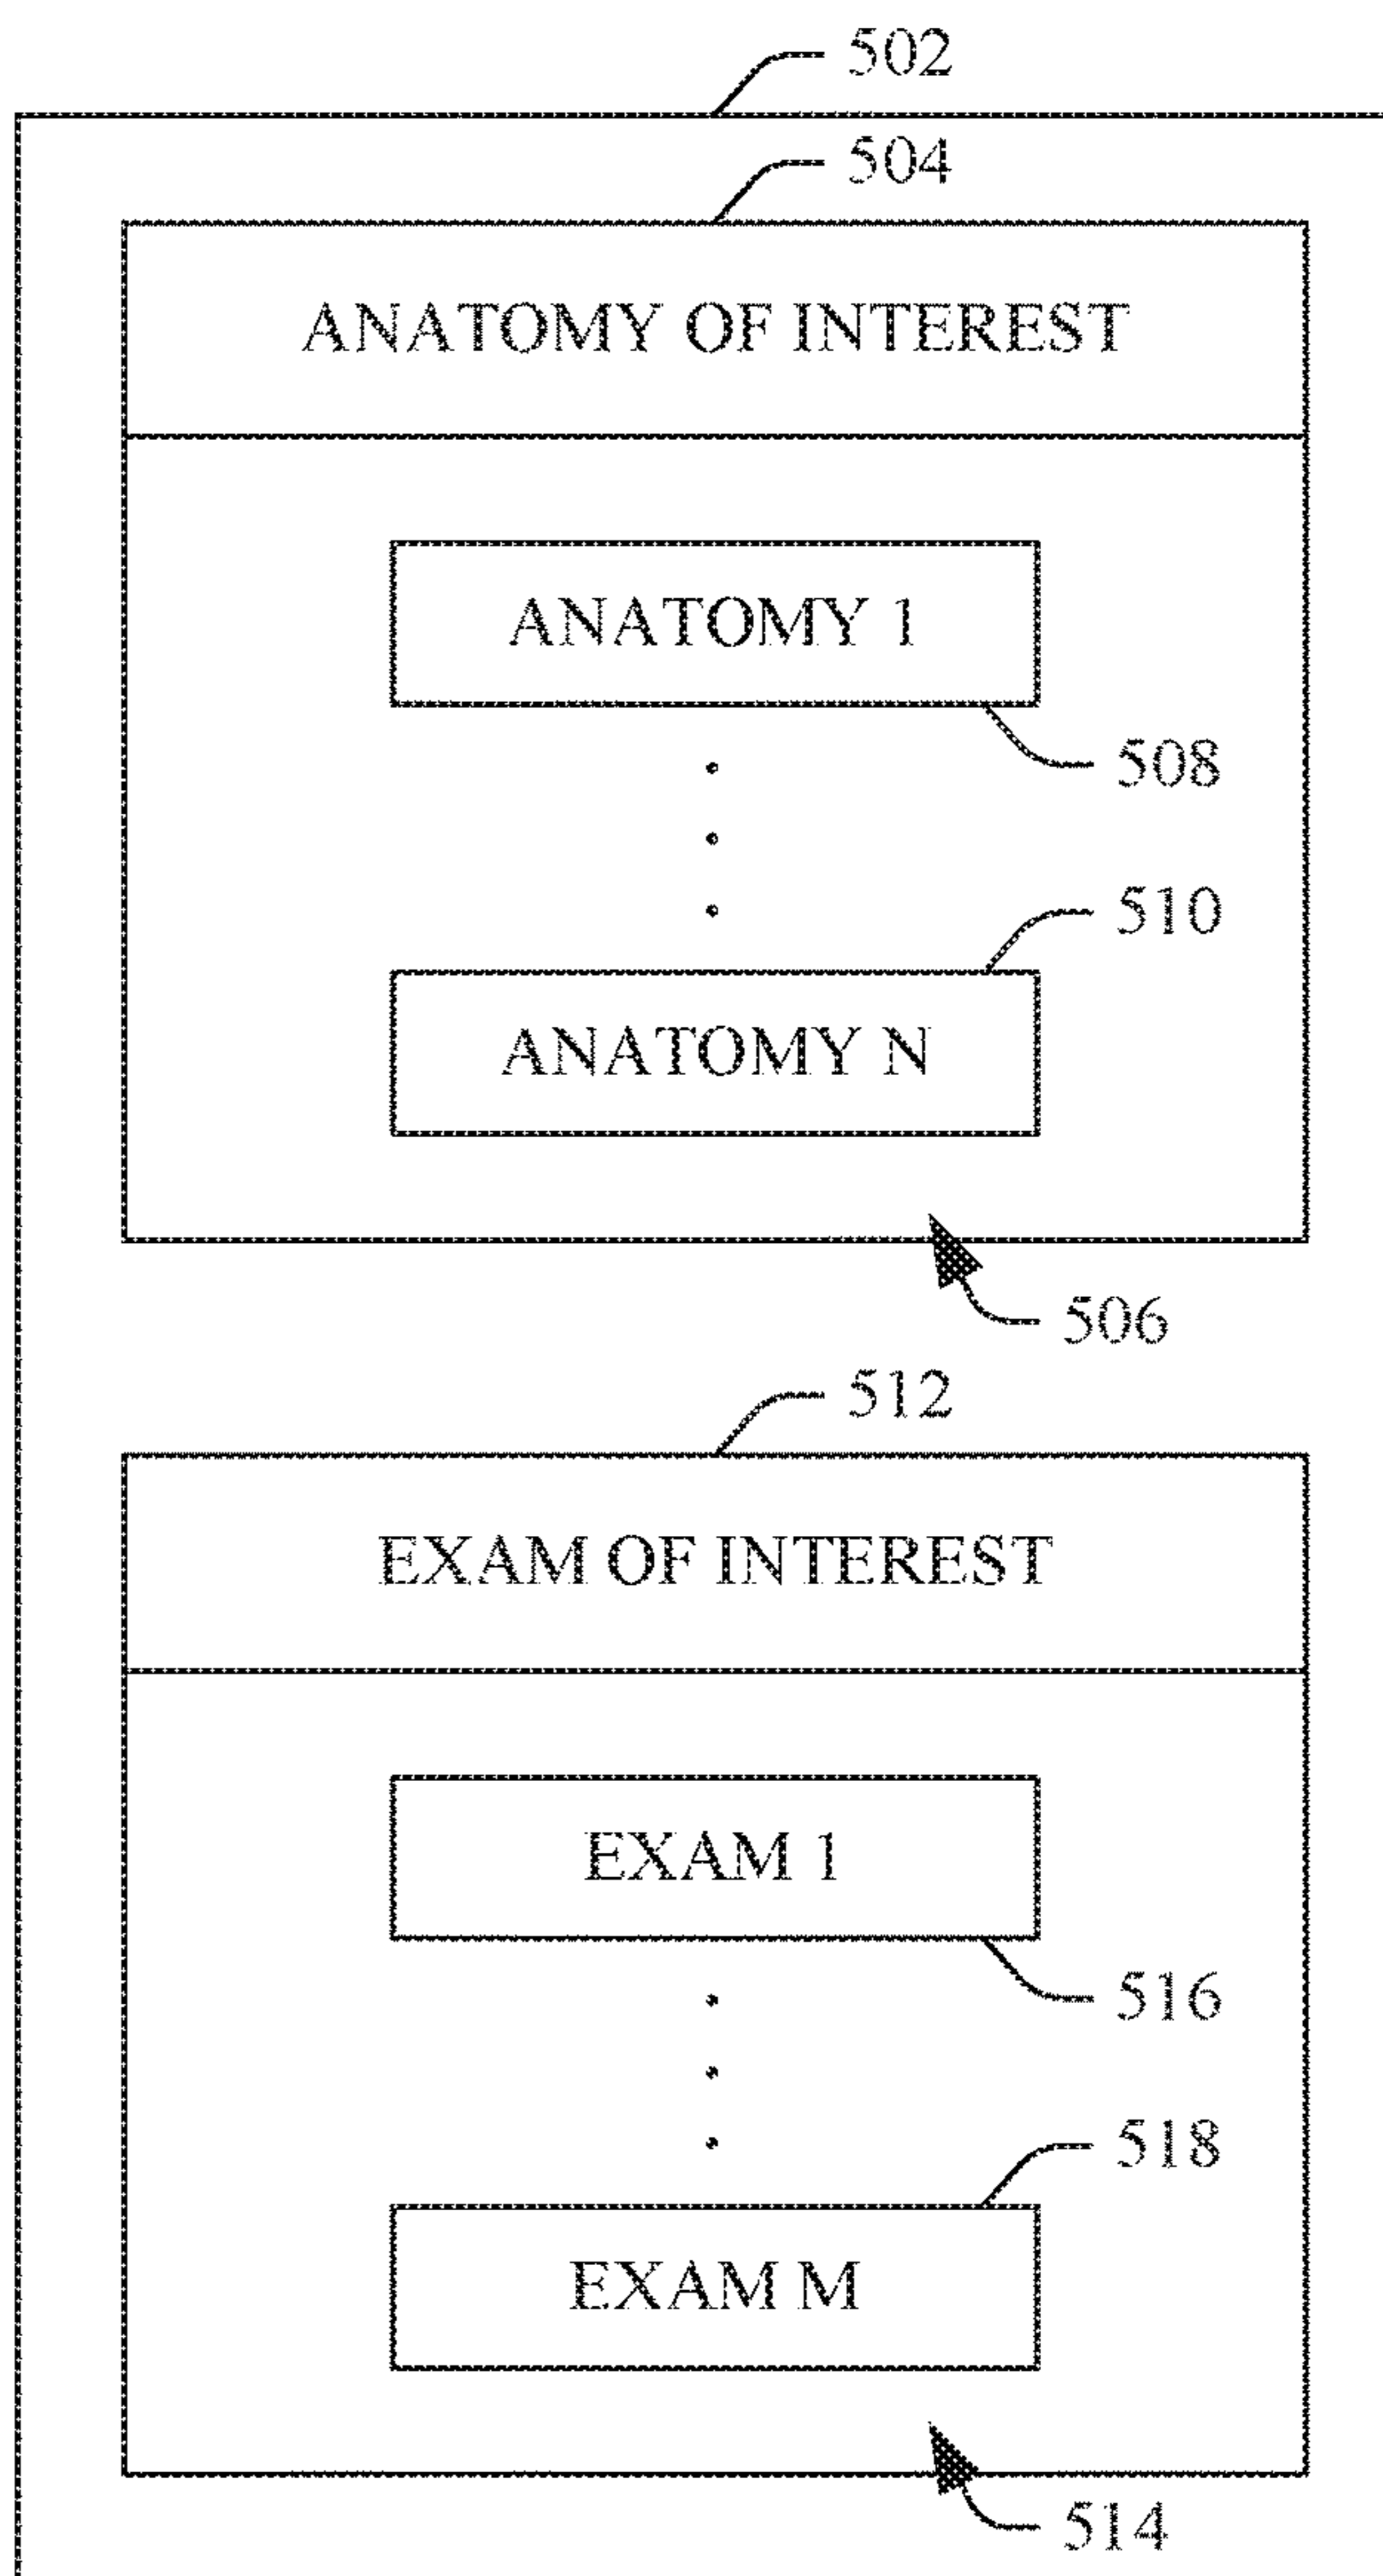 502
504
ANATOMY OF INTEREST
ANATOMY 1
508
510
ANATOMY N
506
512
EXAM OF INTEREST
EXAM 1
516
518
EXAM M
514